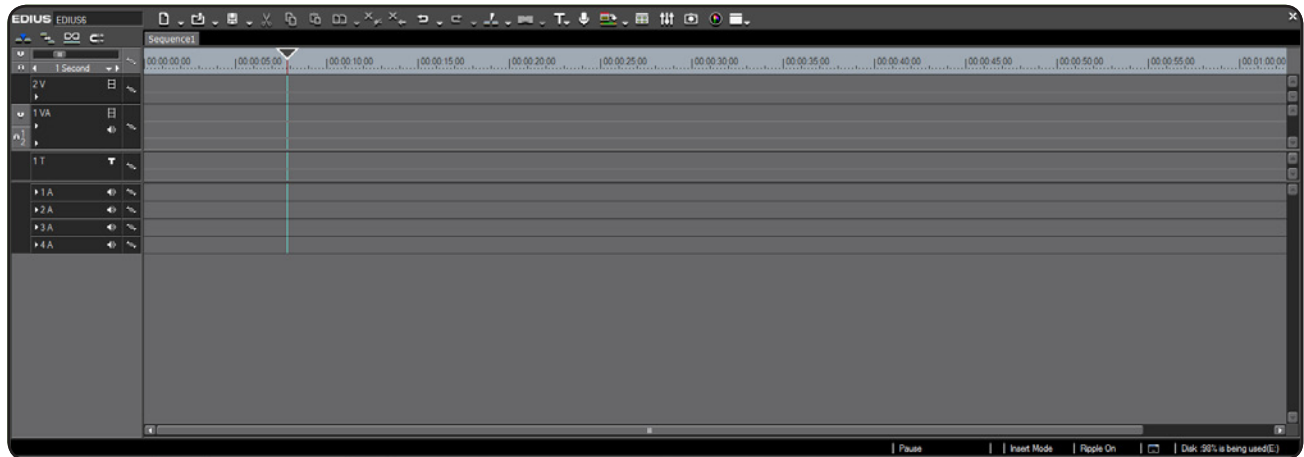 EDIUS EDIUS6
Sequence1
1 Second
00:00:00;00 00:00:05;00 00:00:10;00 00:00:15;00 00:00:20;00 00:00:25;00 00:00:30;00 00:00:35;00 00:00:40;00 00:00:45;00 00:00:50;00 00:00:55;00 00:01:00;00
2 V
1 VA
1
2
1 T
T
1 A
2 A
3 A
4 A
Pause Insert Mode Ripple On Disk :98% is being used(E:)